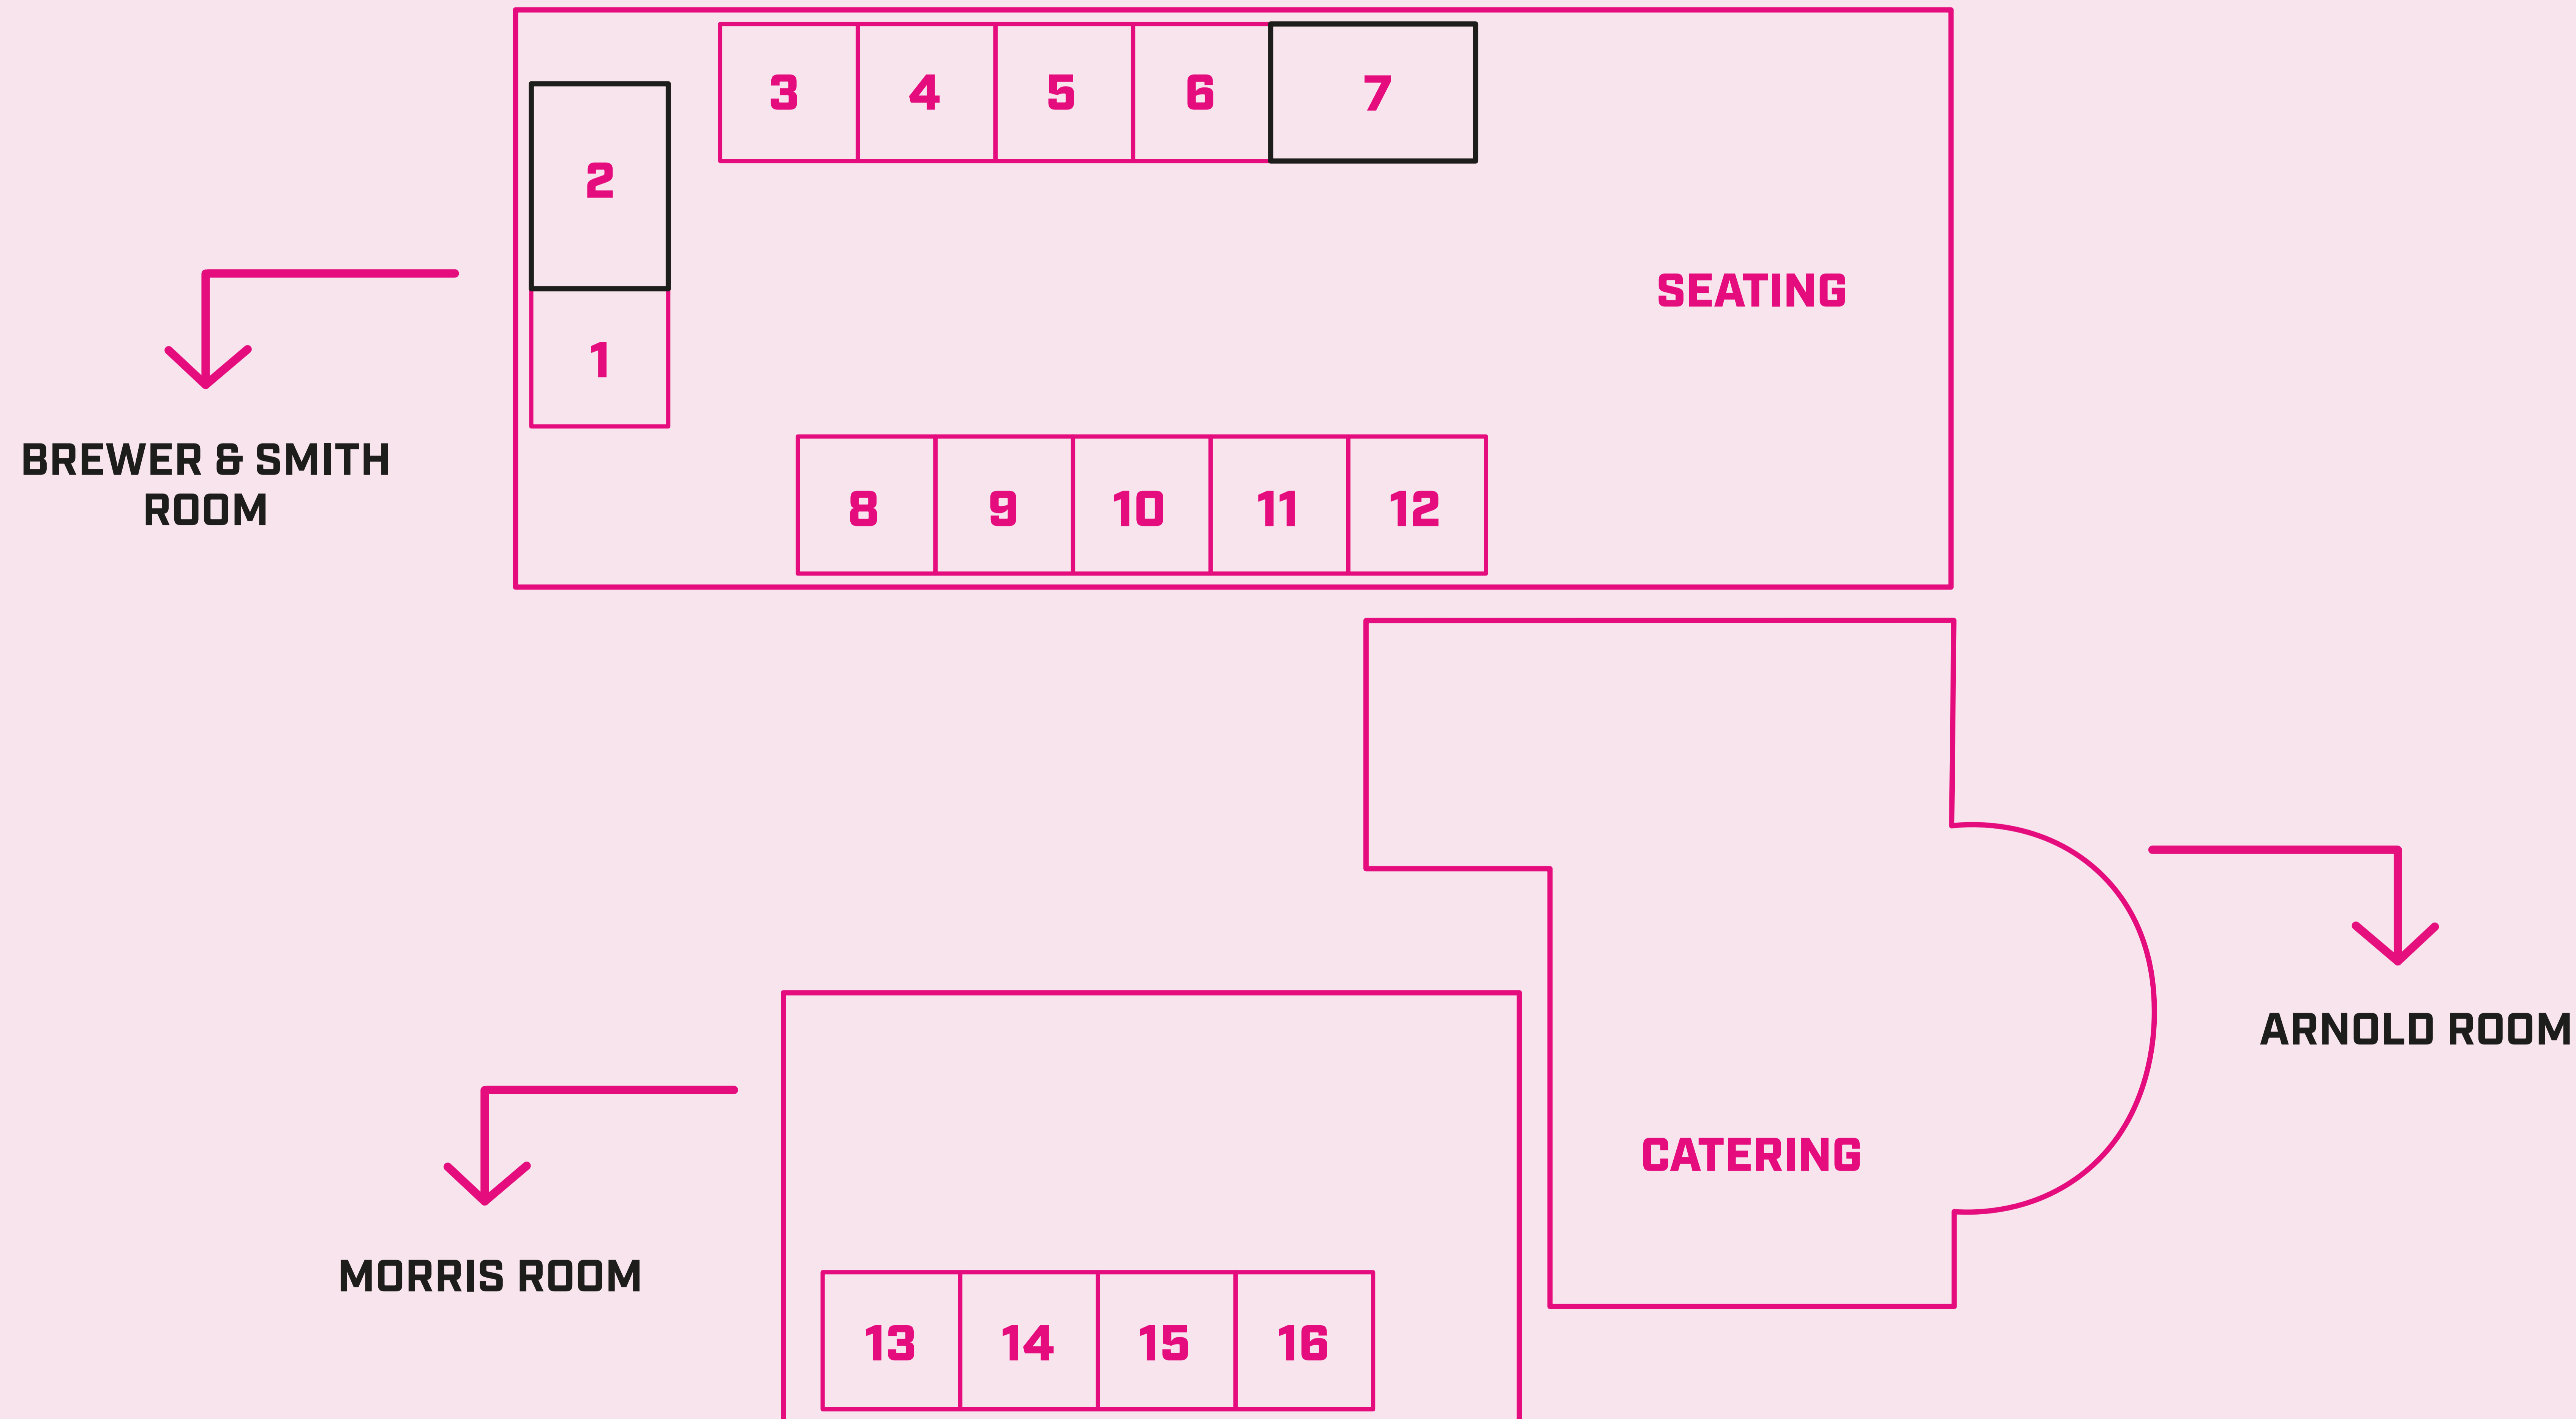 3 4 5 6 7
2
1
SEATING
BREWER & SMITH
ROOM
8 9 10 11 12
ARNOLD ROOM
CATERING
MORRIS ROOM
13 14 15 16